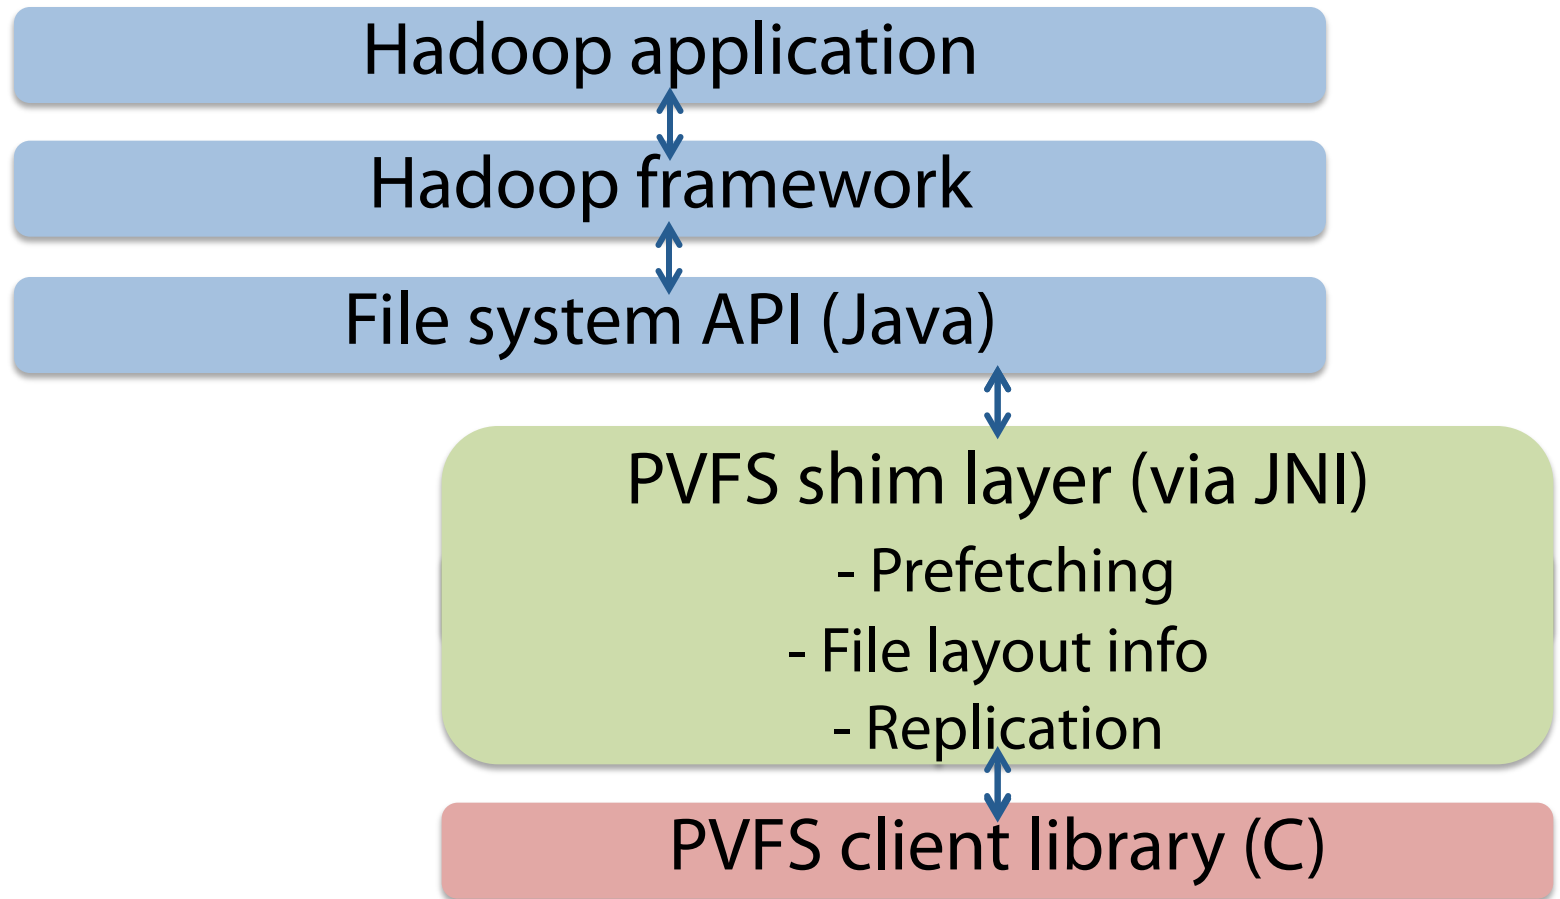 Hadoop application
Hadoop framework
File system API (Java)
PVFS shim layer (via JNI)
- Prefetching
- File layout info
- Replication
PVFS client library (C)